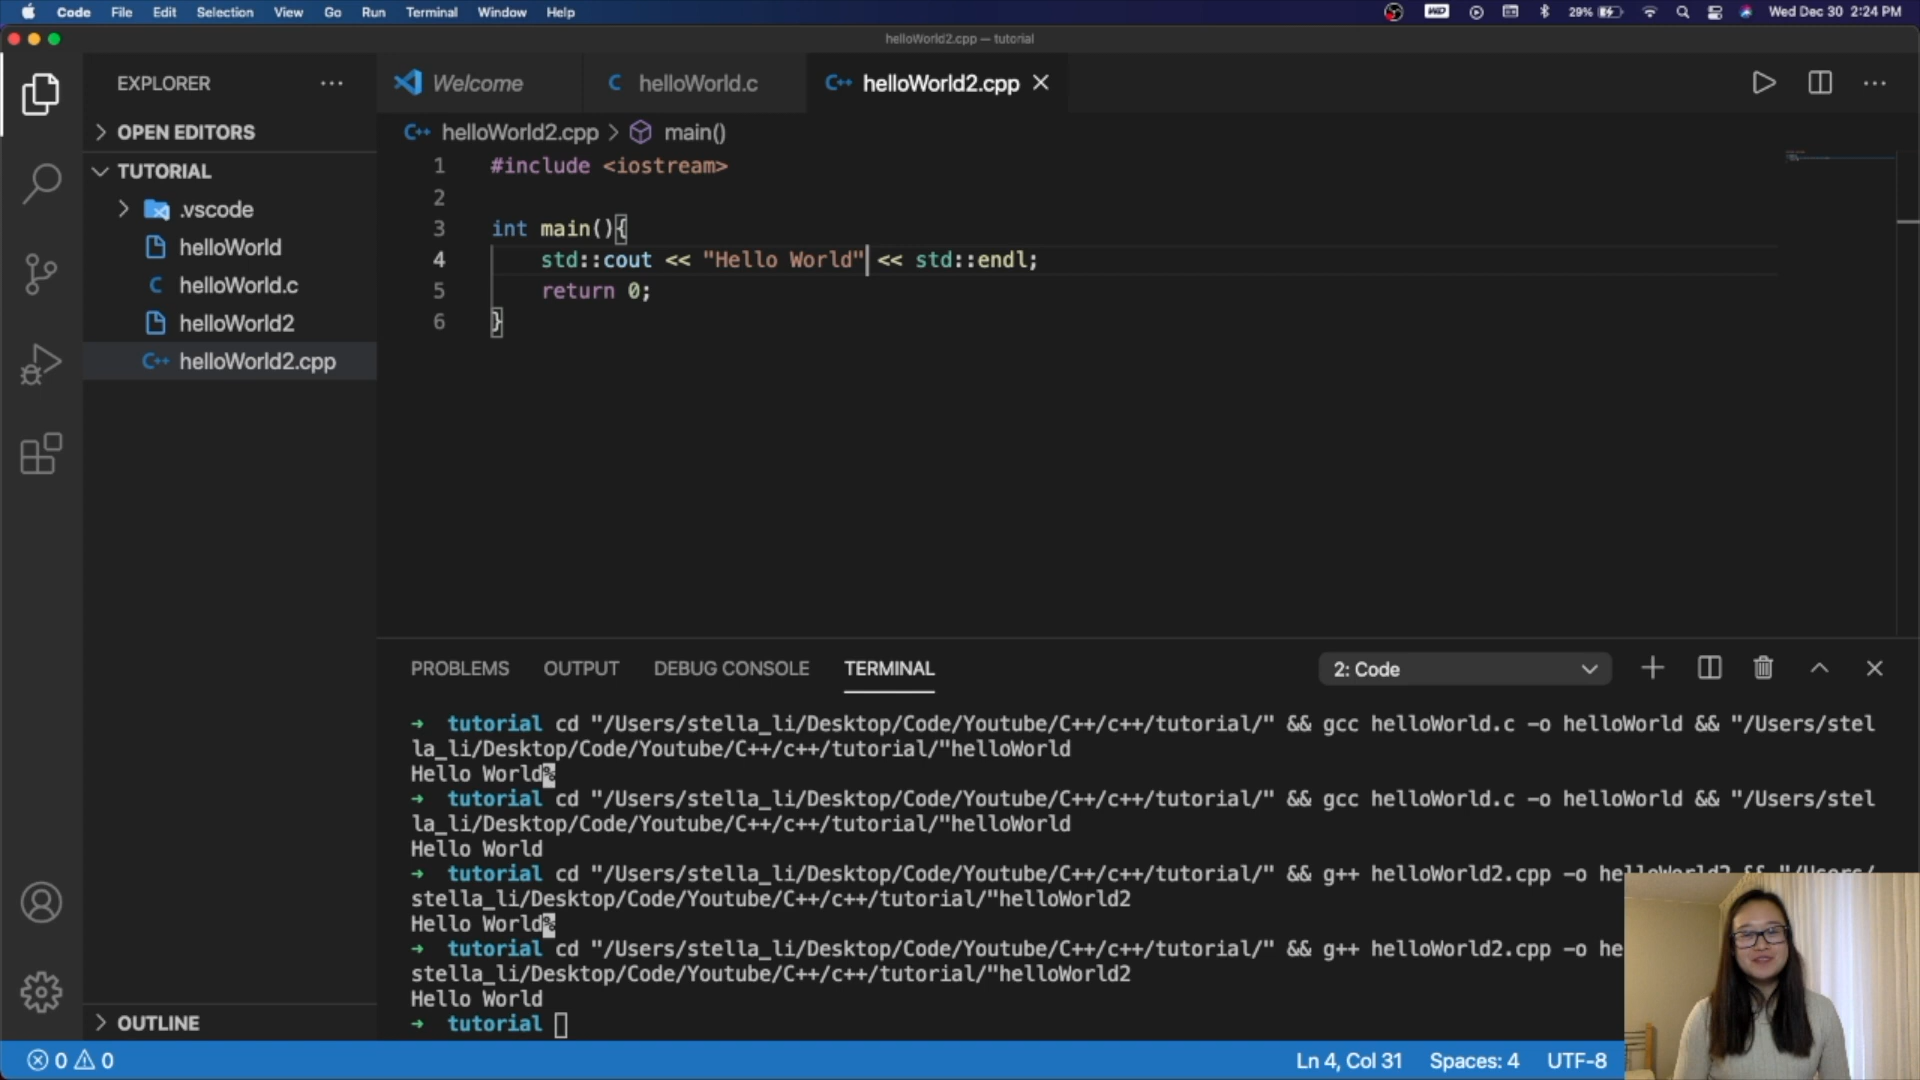 Code File Edit Selection View Go Run Terminal Window Help
WD 29% Wed Dec 30 2:24 PM
helloWorld2.cpp — tutorial
EXPLORER ···
Welcome
C helloWorld.c
C++ helloWorld2.cpp
OPEN EDITORS
C++ helloWorld2.cpp > main()
TUTORIAL
.vscode
helloWorld
C helloWorld.c
helloWorld2
C++ helloWorld2.cpp
1 #include <iostream>
2
3 int main(){
4 std::cout << "Hello World" << std::endl;
5 return 0;
6 }
PROBLEMS OUTPUT DEBUG CONSOLE TERMINAL 2: Code
→ tutorial cd "/Users/stella_li/Desktop/Code/Youtube/C++/c++/tutorial/" && gcc helloWorld.c -o helloWorld && "/Users/stel
la_li/Desktop/Code/Youtube/C++/c++/tutorial/"helloWorld
Hello World%
→ tutorial cd "/Users/stella_li/Desktop/Code/Youtube/C++/c++/tutorial/" && gcc helloWorld.c -o helloWorld && "/Users/stel
la_li/Desktop/Code/Youtube/C++/c++/tutorial/"helloWorld
Hello World
→ tutorial cd "/Users/stella_li/Desktop/Code/Youtube/C++/c++/tutorial/" && g++ helloWorld2.cpp -o helloWorld2 && "/Users/
stella_li/Desktop/Code/Youtube/C++/c++/tutorial/"helloWorld2
Hello World%
→ tutorial cd "/Users/stella_li/Desktop/Code/Youtube/C++/c++/tutorial/" && g++ helloWorld2.cpp -o he
stella_li/Desktop/Code/Youtube/C++/c++/tutorial/"helloWorld2
Hello World
→ tutorial
OUTLINE
0 0 Ln 4, Col 31 Spaces: 4 UTF-8